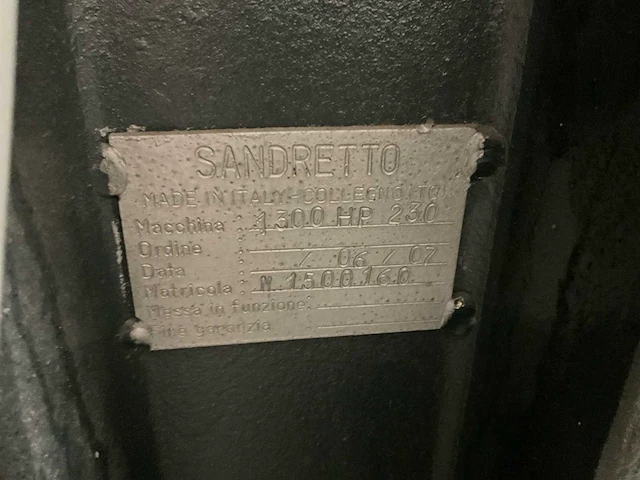 SANDRETTO
MADE IN ITALY - COLLEGNO (TO)
Macchina : 1300 HP 230
Ordine :
Data : / 06 / 07
Matricola : N 1500160
Messa in funzione:
Fine garanzia :